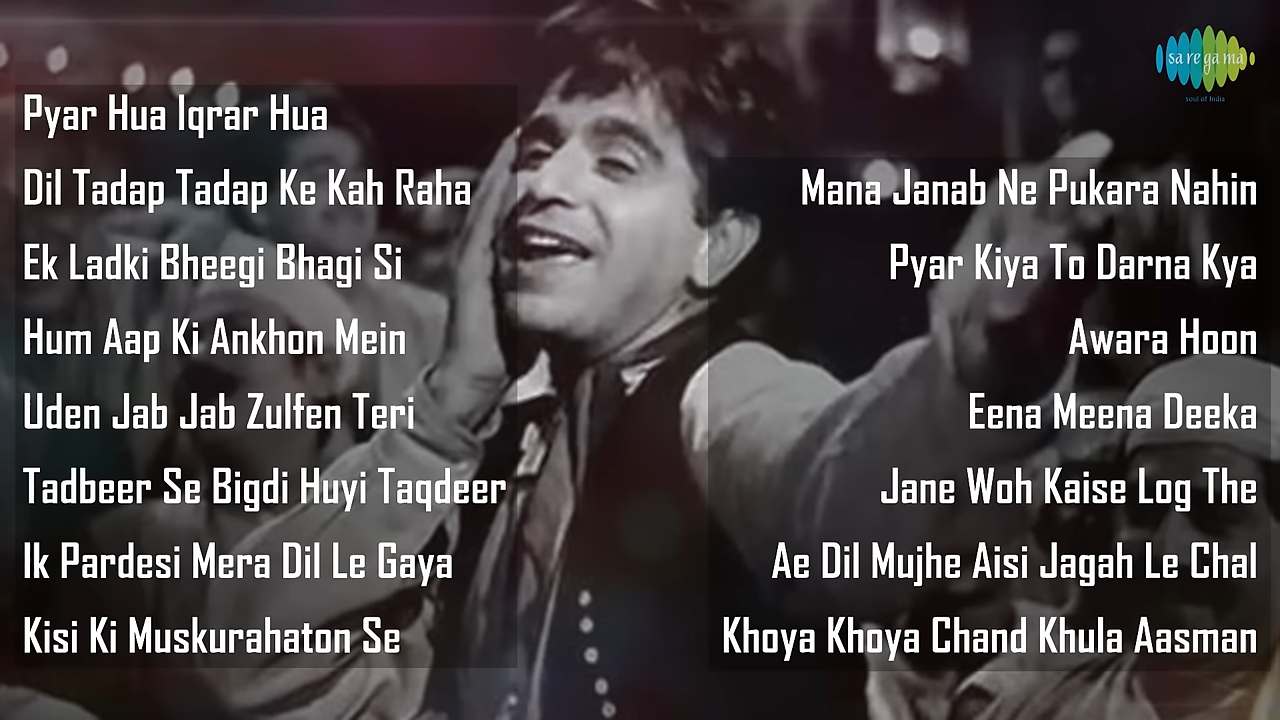 sa re ga ma
soul of India
Pyar Hua Iqrar Hua
Dil Tadap Tadap Ke Kah Raha
Ek Ladki Bheegi Bhagi Si
Hum Aap Ki Ankhon Mein
Uden Jab Jab Zulfen Teri
Tadbeer Se Bigdi Huyi Taqdeer
Ik Pardesi Mera Dil Le Gaya
Kisi Ki Muskurahaton Se
Mana Janab Ne Pukara Nahin
Pyar Kiya To Darna Kya
Awara Hoon
Eena Meena Deeka
Jane Woh Kaise Log The
Ae Dil Mujhe Aisi Jagah Le Chal
Khoya Khoya Chand Khula Aasman